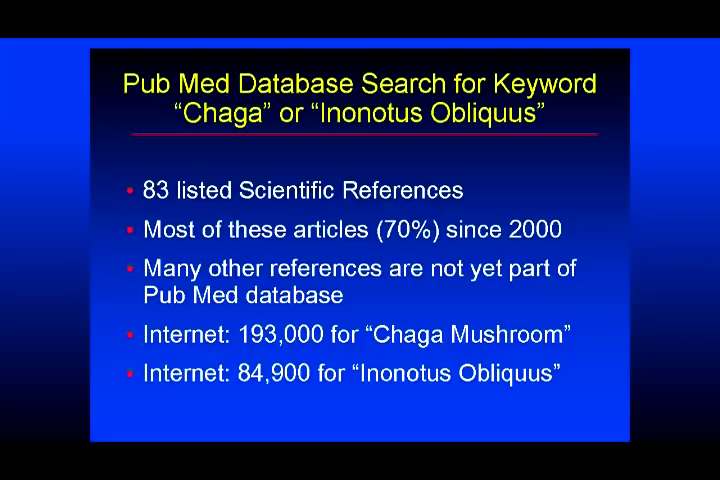 Pub Med Database Search for Keyword
“Chaga” or “Inonotus Obliquus”
• 83 listed Scientific References
• Most of these articles (70%) since 2000
• Many other references are not yet part of
Pub Med database
• Internet: 193,000 for “Chaga Mushroom”
• Internet: 84,900 for “Inonotus Obliquus”